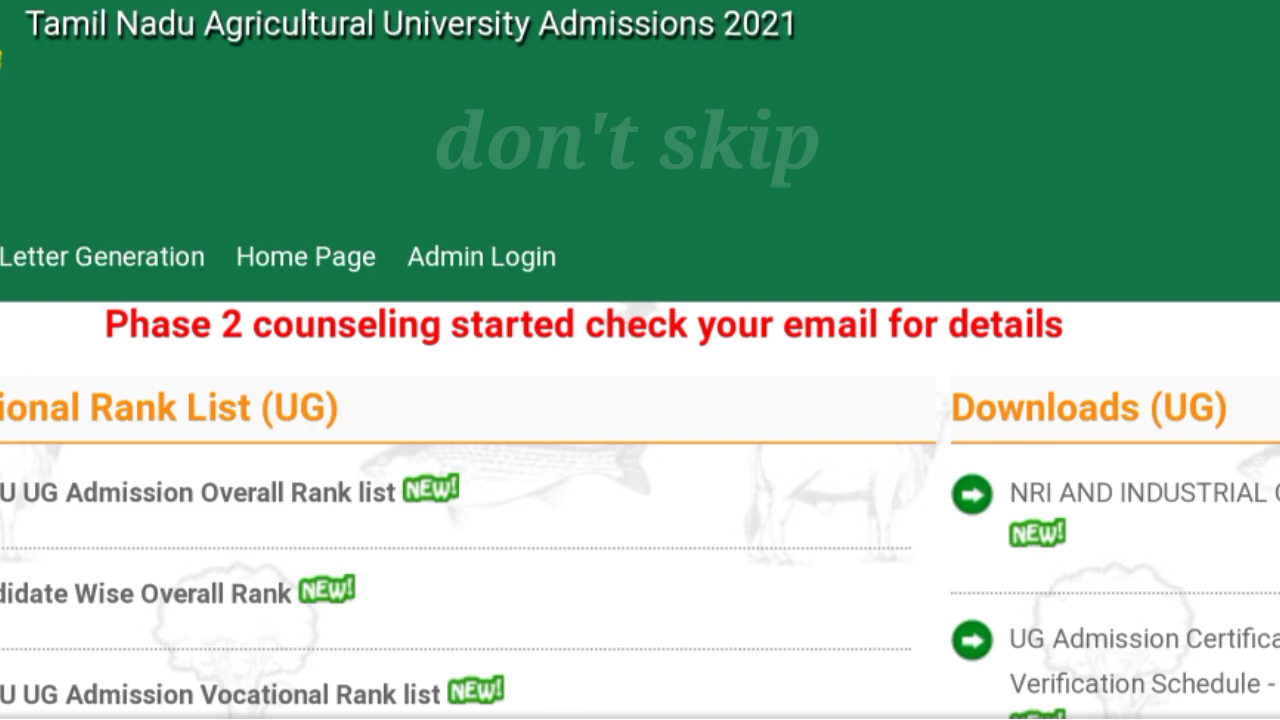 Tamil Nadu Agricultural University Admissions 2021
don't skip
Letter Generation Home Page Admin Login
Phase 2 counseling started check your email for details
ional Rank List (UG)
Downloads (UG)
U UG Admission Overall Rank list NEW!
didate Wise Overall Rank NEW!
U UG Admission Vocational Rank list NEW!
NRI AND INDUSTRIAL
NEW!
UG Admission Certifica
Verification Schedule -